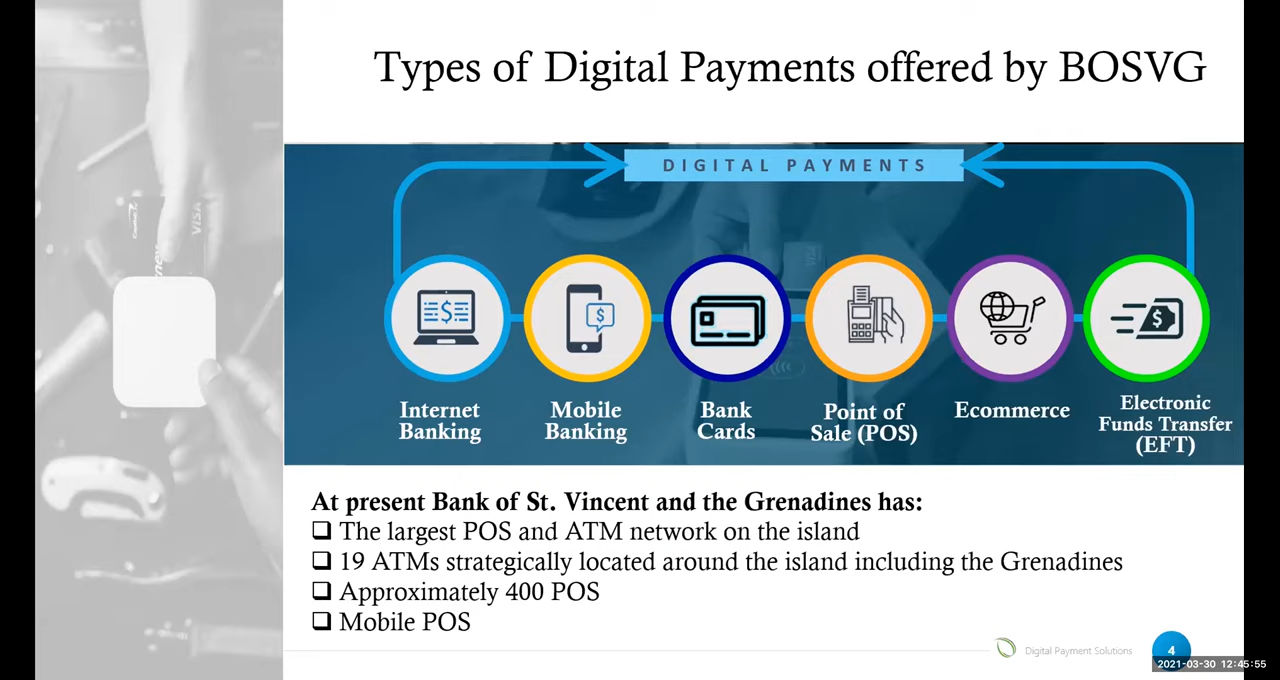 Types of Digital Payments offered by BOSVG
DIGITAL PAYMENTS
Internet
Banking
Mobile
Banking
Bank
Cards
Point of
Sale (POS)
Ecommerce
Electronic
Funds Transfer
(EFT)
At present Bank of St. Vincent and the Grenadines has:
The largest POS and ATM network on the island
19 ATMs strategically located around the island including the Grenadines
Approximately 400 POS
Mobile POS
Digital Payment Solutions
4
2021-03-30 12:45:55
VISA